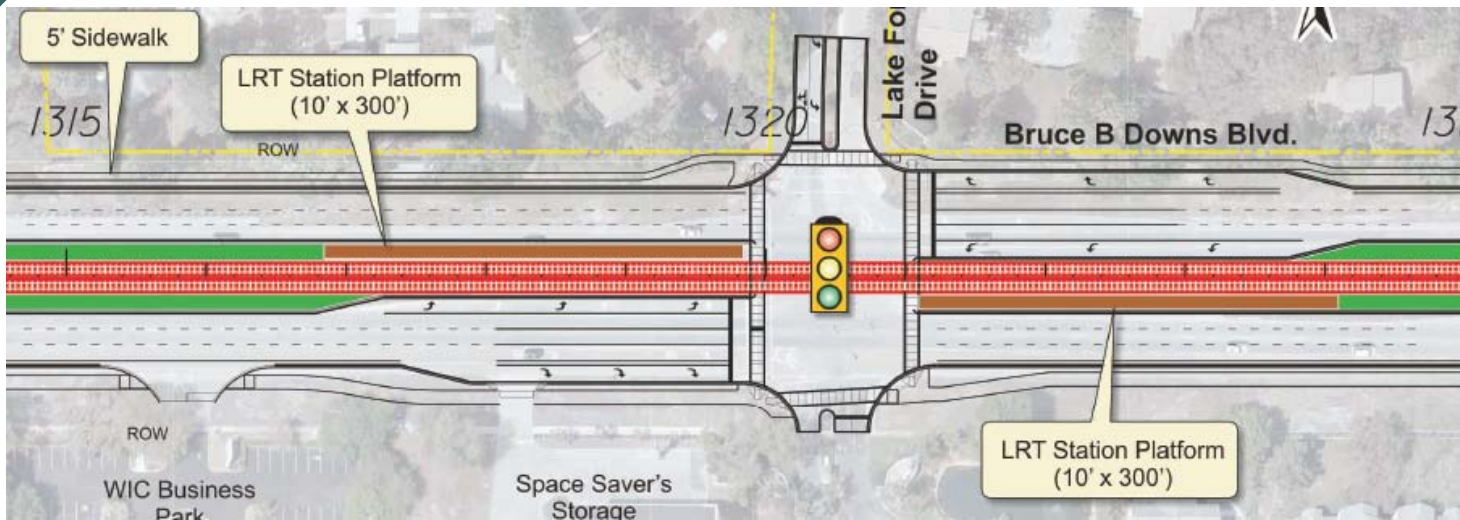 5' Sidewalk
LRT Station Platform
(10' x 300')
1315
ROW
1320
Lake For
Drive
Bruce B Downs Blvd.
13
ROW
WIC Business
Park
Space Saver's
Storage
LRT Station Platform
(10' x 300')